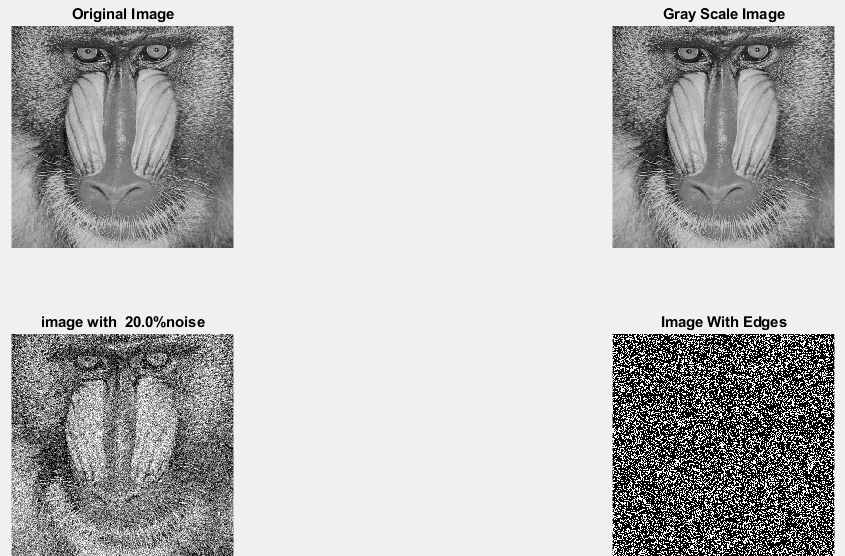 Original Image
Gray Scale Image
image with  20.0%noise
Image With Edges